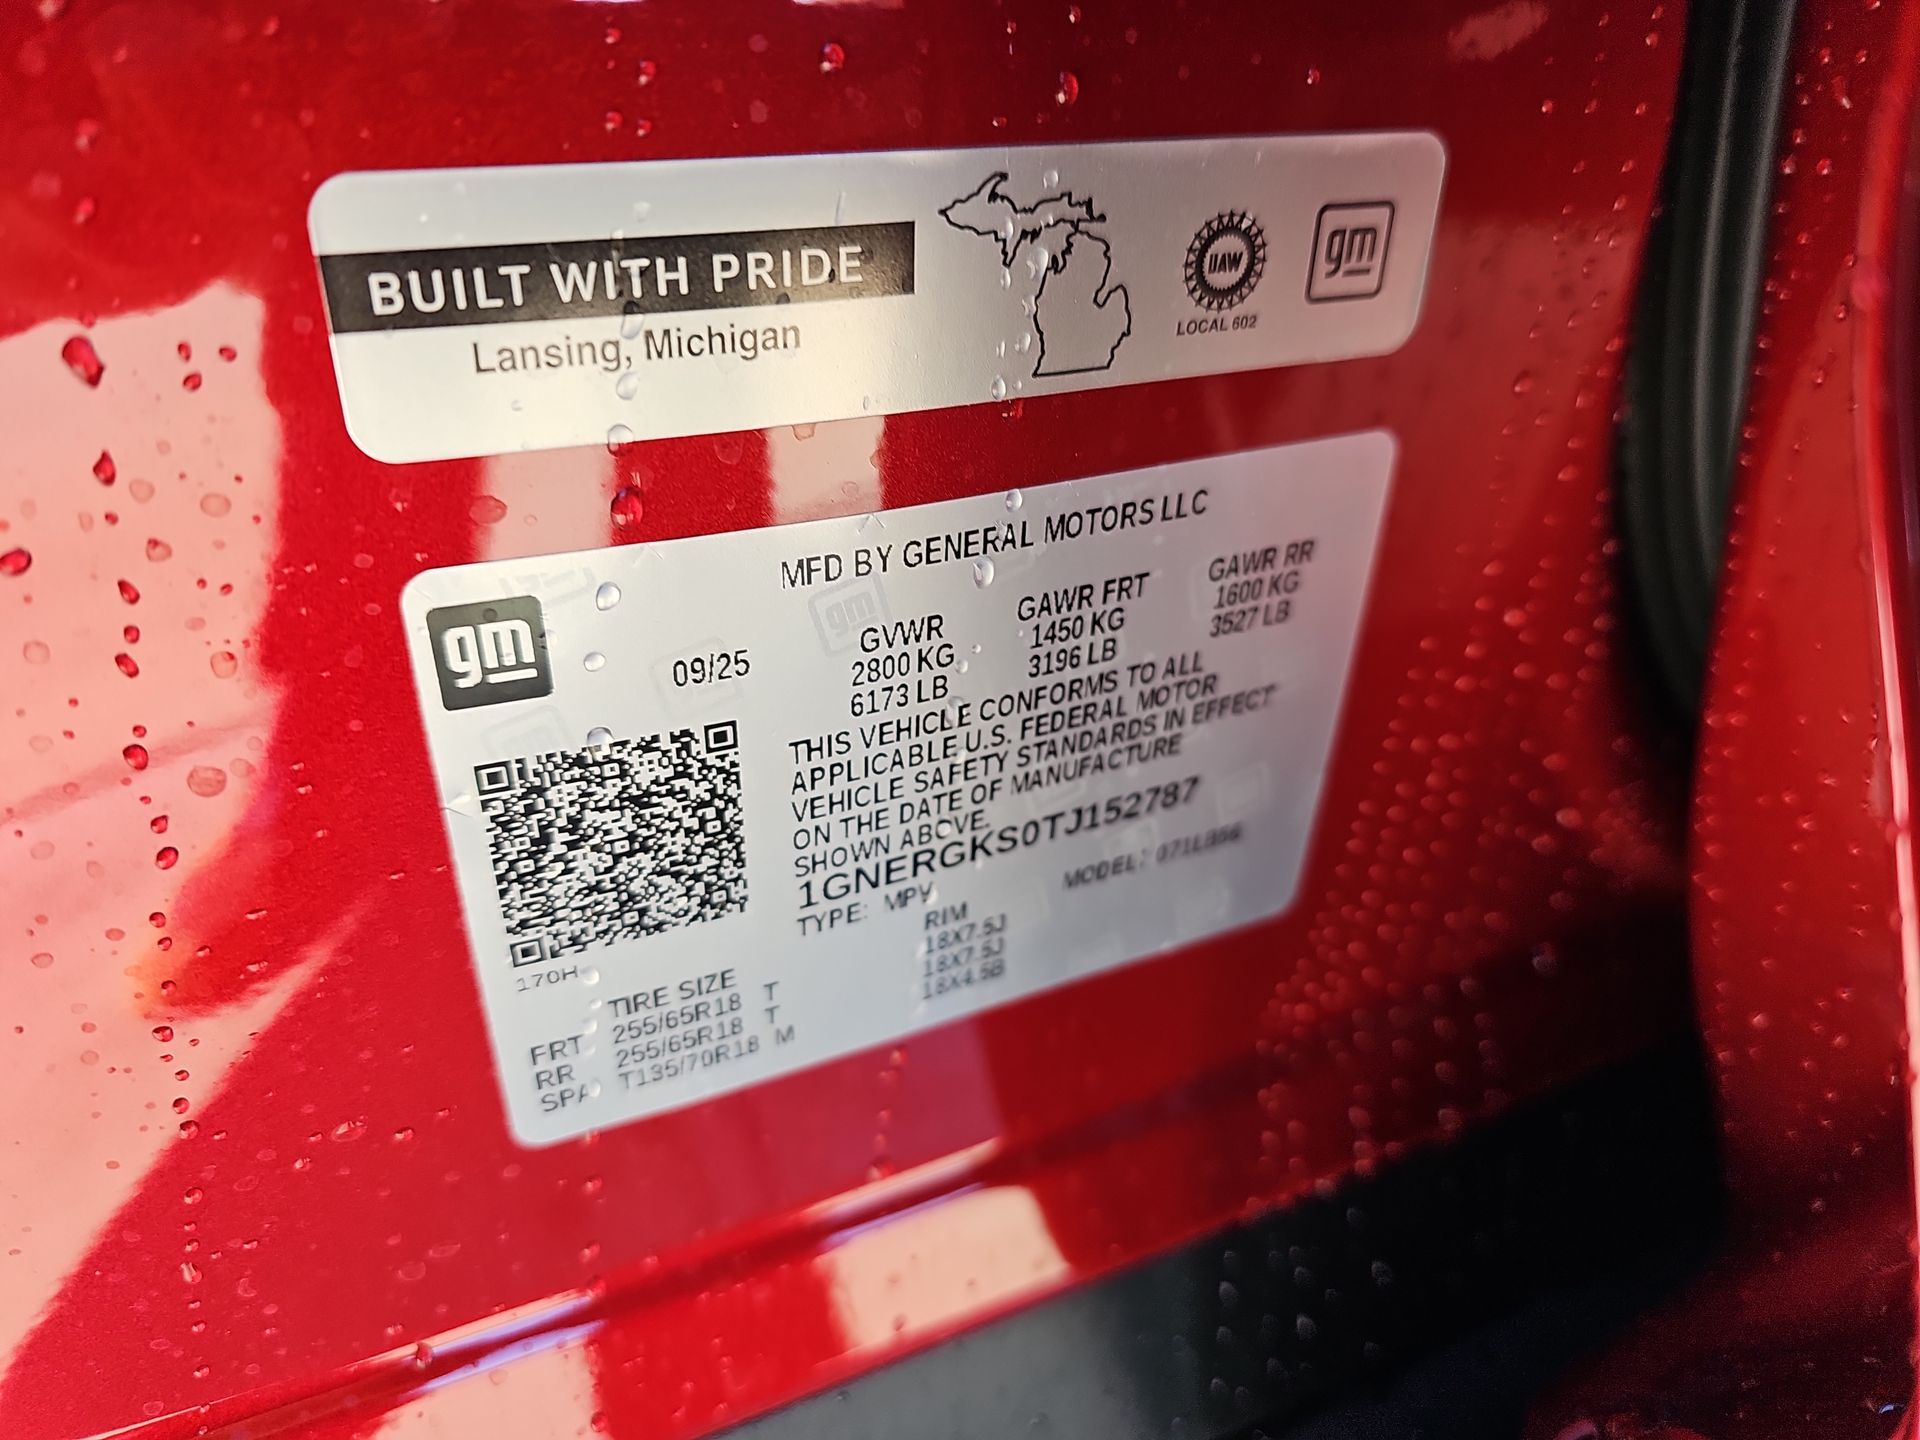 BUILT WITH PRIDE
Lansing, Michigan
UAW
LOCAL 602
gm
MFD BY GENERAL MOTORS LLC
gm
09/25
GVWR
2800 KG
6173 LB
GAWR FRT
1450 KG
3196 LB
GAWR RR
1600 KG
3527 LB
THIS VEHICLE CONFORMS TO ALL
APPLICABLE U.S. FEDERAL MOTOR
VEHICLE SAFETY STANDARDS IN EFFECT
ON THE DATE OF MANUFACTURE
SHOWN ABOVE.
1GNERGKS0TJ152787
TYPE: MPV
MODEL:
170H
TIRE SIZE
RIM
FRT 255/65R18 T 18X7.5J
RR 255/65R18 T 18X7.5J
SPA T135/70R18 M 18X4.5B